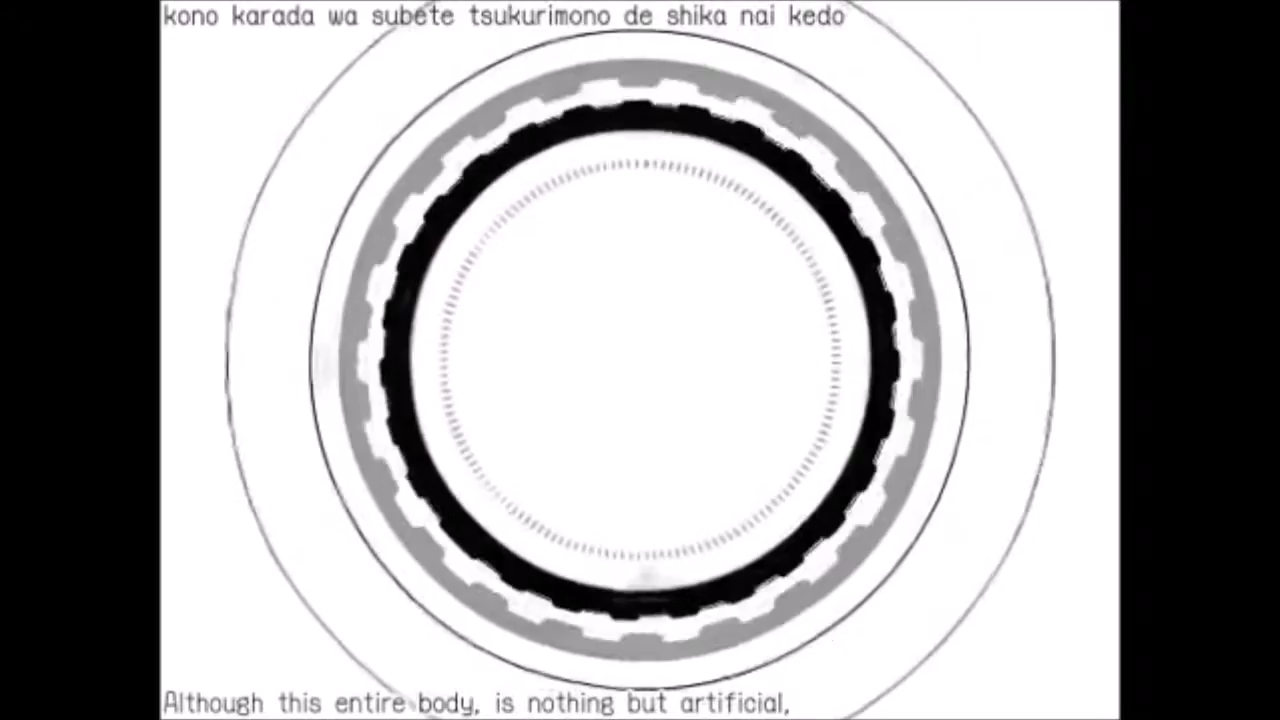 kono karada wa subete tsukurimono de shika nai kedo
Although this entire body, is nothing but artificial,